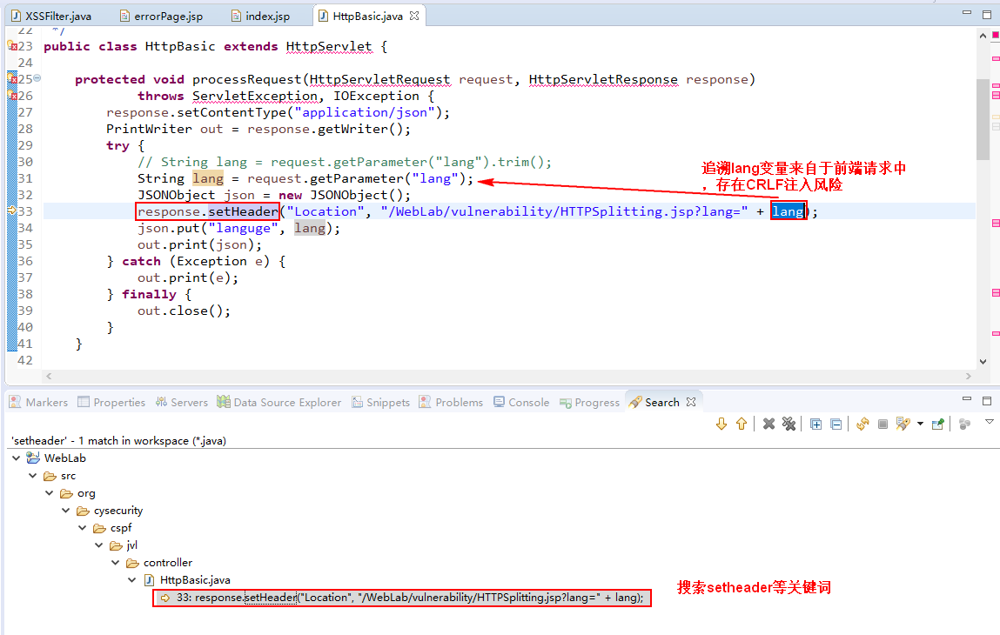 XSSFilter.java errorPage.jsp index.jsp HttpBasic.java
22 */
23 public class HttpBasic extends HttpServlet {
24
25 protected void processRequest(HttpServletRequest request, HttpServletResponse response)
26 throws ServletException, IOException {
27 response.setContentType("application/json");
28 PrintWriter out = response.getWriter();
29 try {
30 // String lang = request.getParameter("lang").trim();
31 String lang = request.getParameter("lang");
32 JSONObject json = new JSONObject();
33 response.setHeader("Location", "/WebLab/vulnerability/HTTPSplitting.jsp?lang=" + lang);
34 json.put("languge", lang);
35 out.print(json);
36 } catch (Exception e) {
37 out.print(e);
38 } finally {
39 out.close();
40 }
41 }
42
追溯lang变量来自于前端请求中
，存在CRLF注入风险
Markers Properties Servers Data Source Explorer Snippets Problems Console Progress Search
'setheader' - 1 match in workspace (*.java)
WebLab
src
org
cysecurity
cspf
jvl
controller
HttpBasic.java
33: response.setHeader("Location", "/WebLab/vulnerability/HTTPSplitting.jsp?lang=" + lang);
搜索setheader等关键词